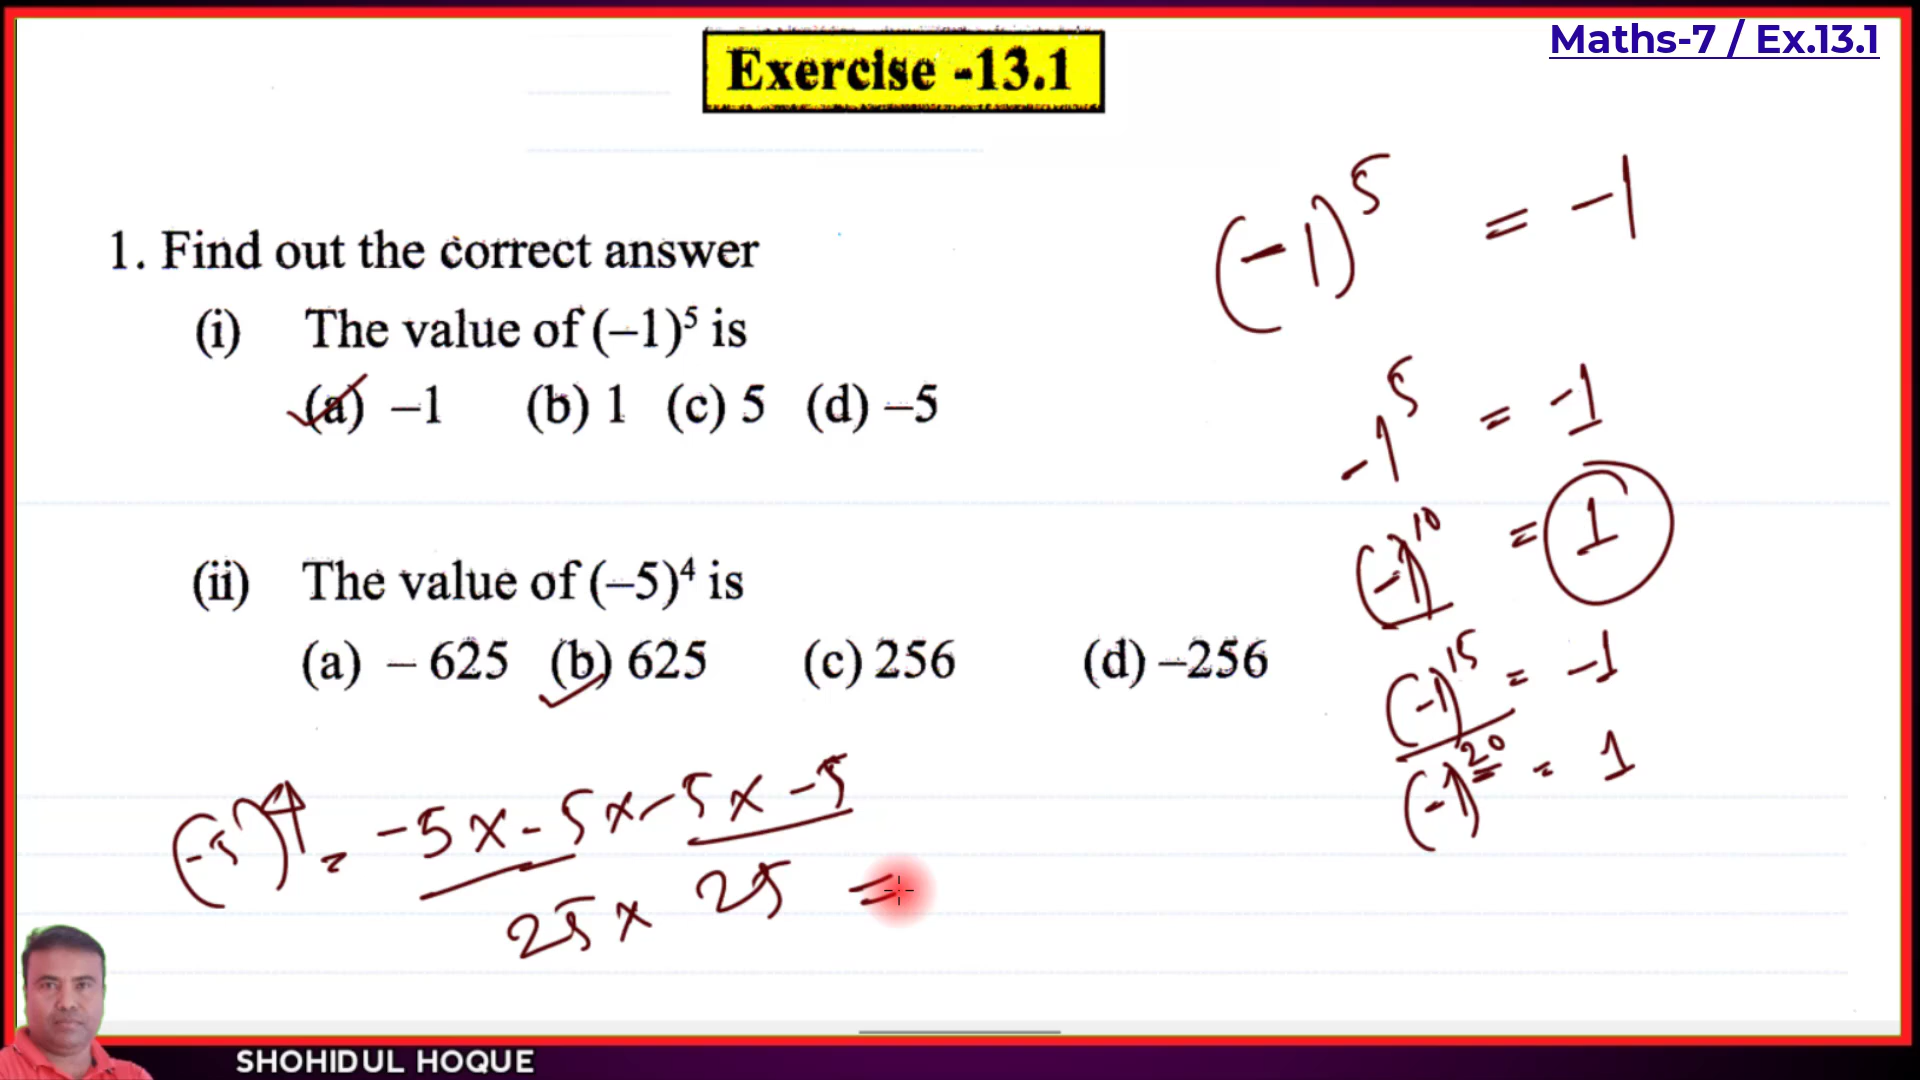 Maths-7 / Ex.13.1
Exercise -13.1
1. Find out the correct answer
(i) The value of (–1)⁵ is
(a) –1 (b) 1 (c) 5 (d) –5
(ii) The value of (–5)⁴ is
(a) – 625 (b) 625 (c) 256 (d) –256
(-5)⁴ = -5 x -5 x -5 x -5
25 x 25 =
(-1)⁵ = -1
-1⁵ = -1
(-1)¹⁰ = 1
(-1)¹⁵ = -1
(-1)²⁰ = 1
SHOHIDUL HOQUE